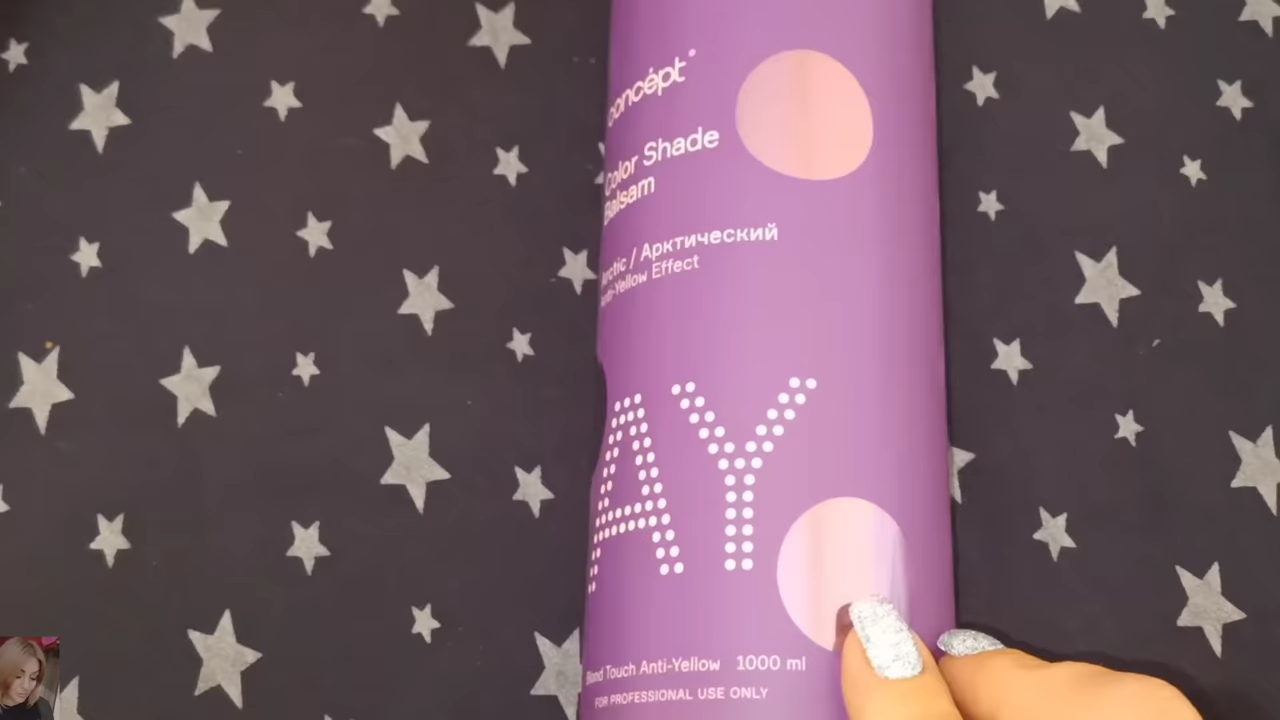 concépt
Color Shade
Balsam
Arctic / Арктический
Anti-Yellow Effect
AY
Blond Touch Anti-Yellow 1000 ml
FOR PROFESSIONAL USE ONLY